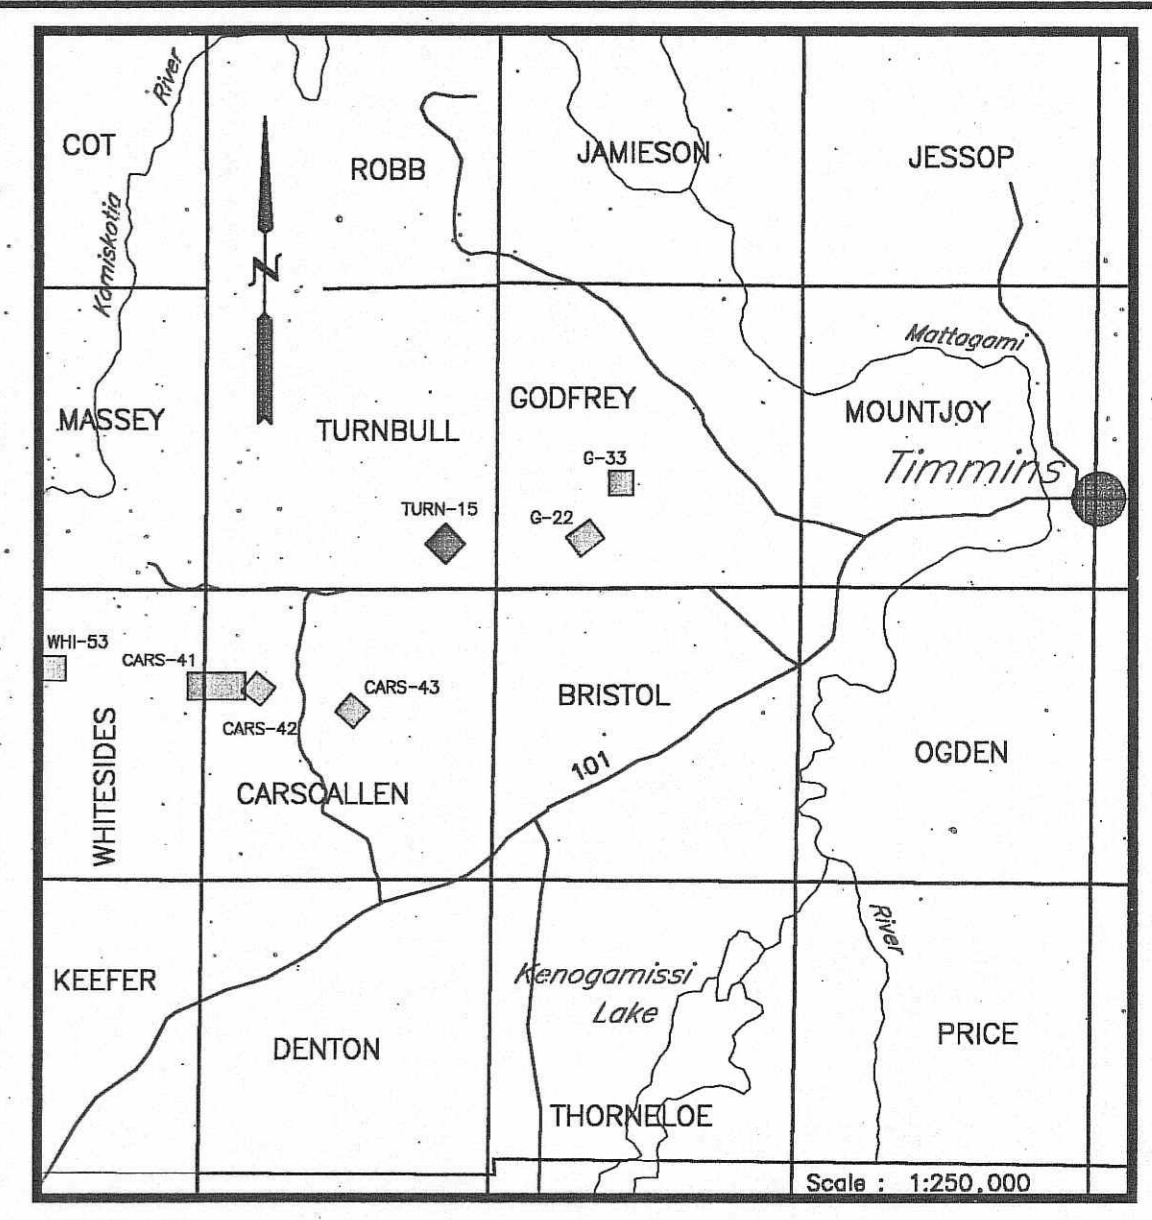 River
COT
ROBB
JAMIESON
JESSOP
Kamiskotia
N
Mattagami
MASSEY
TURNBULL
GODFREY
MOUNTJOY
Timmins
G-33
TURN-15
G-22
WHI-53
CARS-41
CARS-43
CARS-42
BRISTOL
WHITESIDES
OGDEN
101
CARSCALLEN
River
KEEFER
Kenogamissi
Lake
DENTON
PRICE
THORNELOE
Scale : 1:250,000